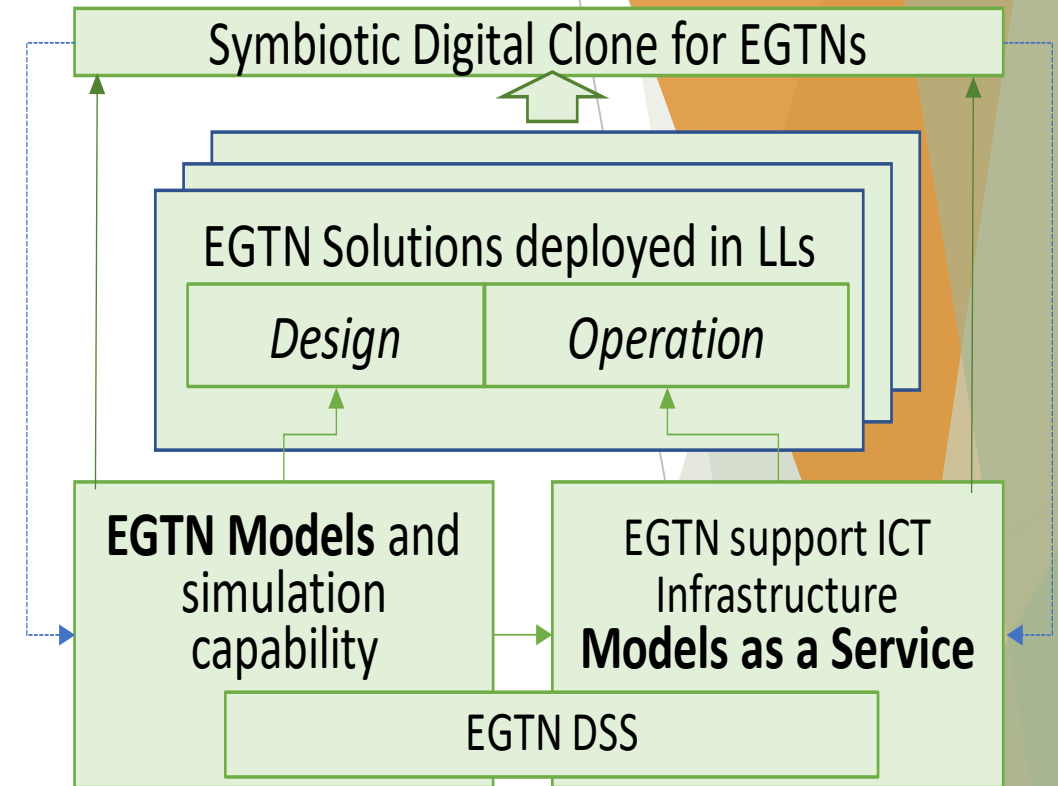 Symbiotic Digital Clone for EGTNs
EGTN Solutions deployed in LLs
Design
Operation
EGTN Models and
simulation
capability
EGTN support ICT
Infrastructure
Models as a Service
EGTN DSS